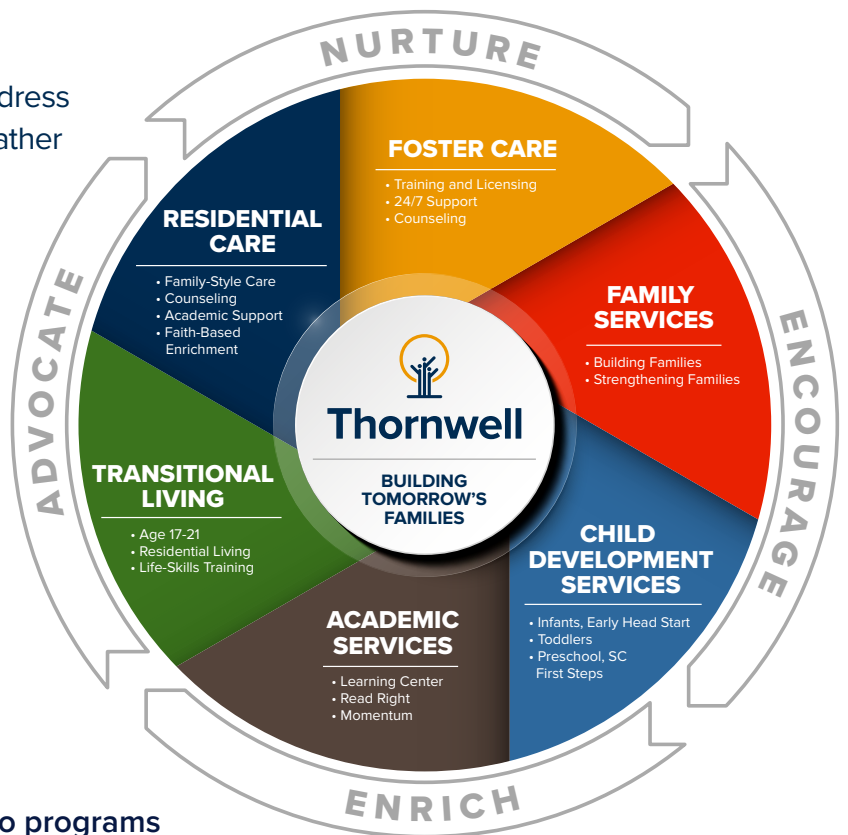 dress
ather
NURTURE
FOSTER CARE
• Training and Licensing
• 24/7 Support
• Counseling
RESIDENTIAL
CARE
• Family-Style Care
• Counseling
• Academic Support
• Faith-Based
Enrichment
FAMILY
SERVICES
• Building Families
• Strengthening Families
ENCOURAGE
ADVOCATE
Thornwell
BUILDING
TOMORROW'S
FAMILIES
TRANSITIONAL
LIVING
• Age 17-21
• Residential Living
• Life-Skills Training
CHILD
DEVELOPMENT
SERVICES
• Infants, Early Head Start
• Toddlers
• Preschool, SC
First Steps
ACADEMIC
SERVICES
• Learning Center
• Read Right
• Momentum
ENRICH
o programs